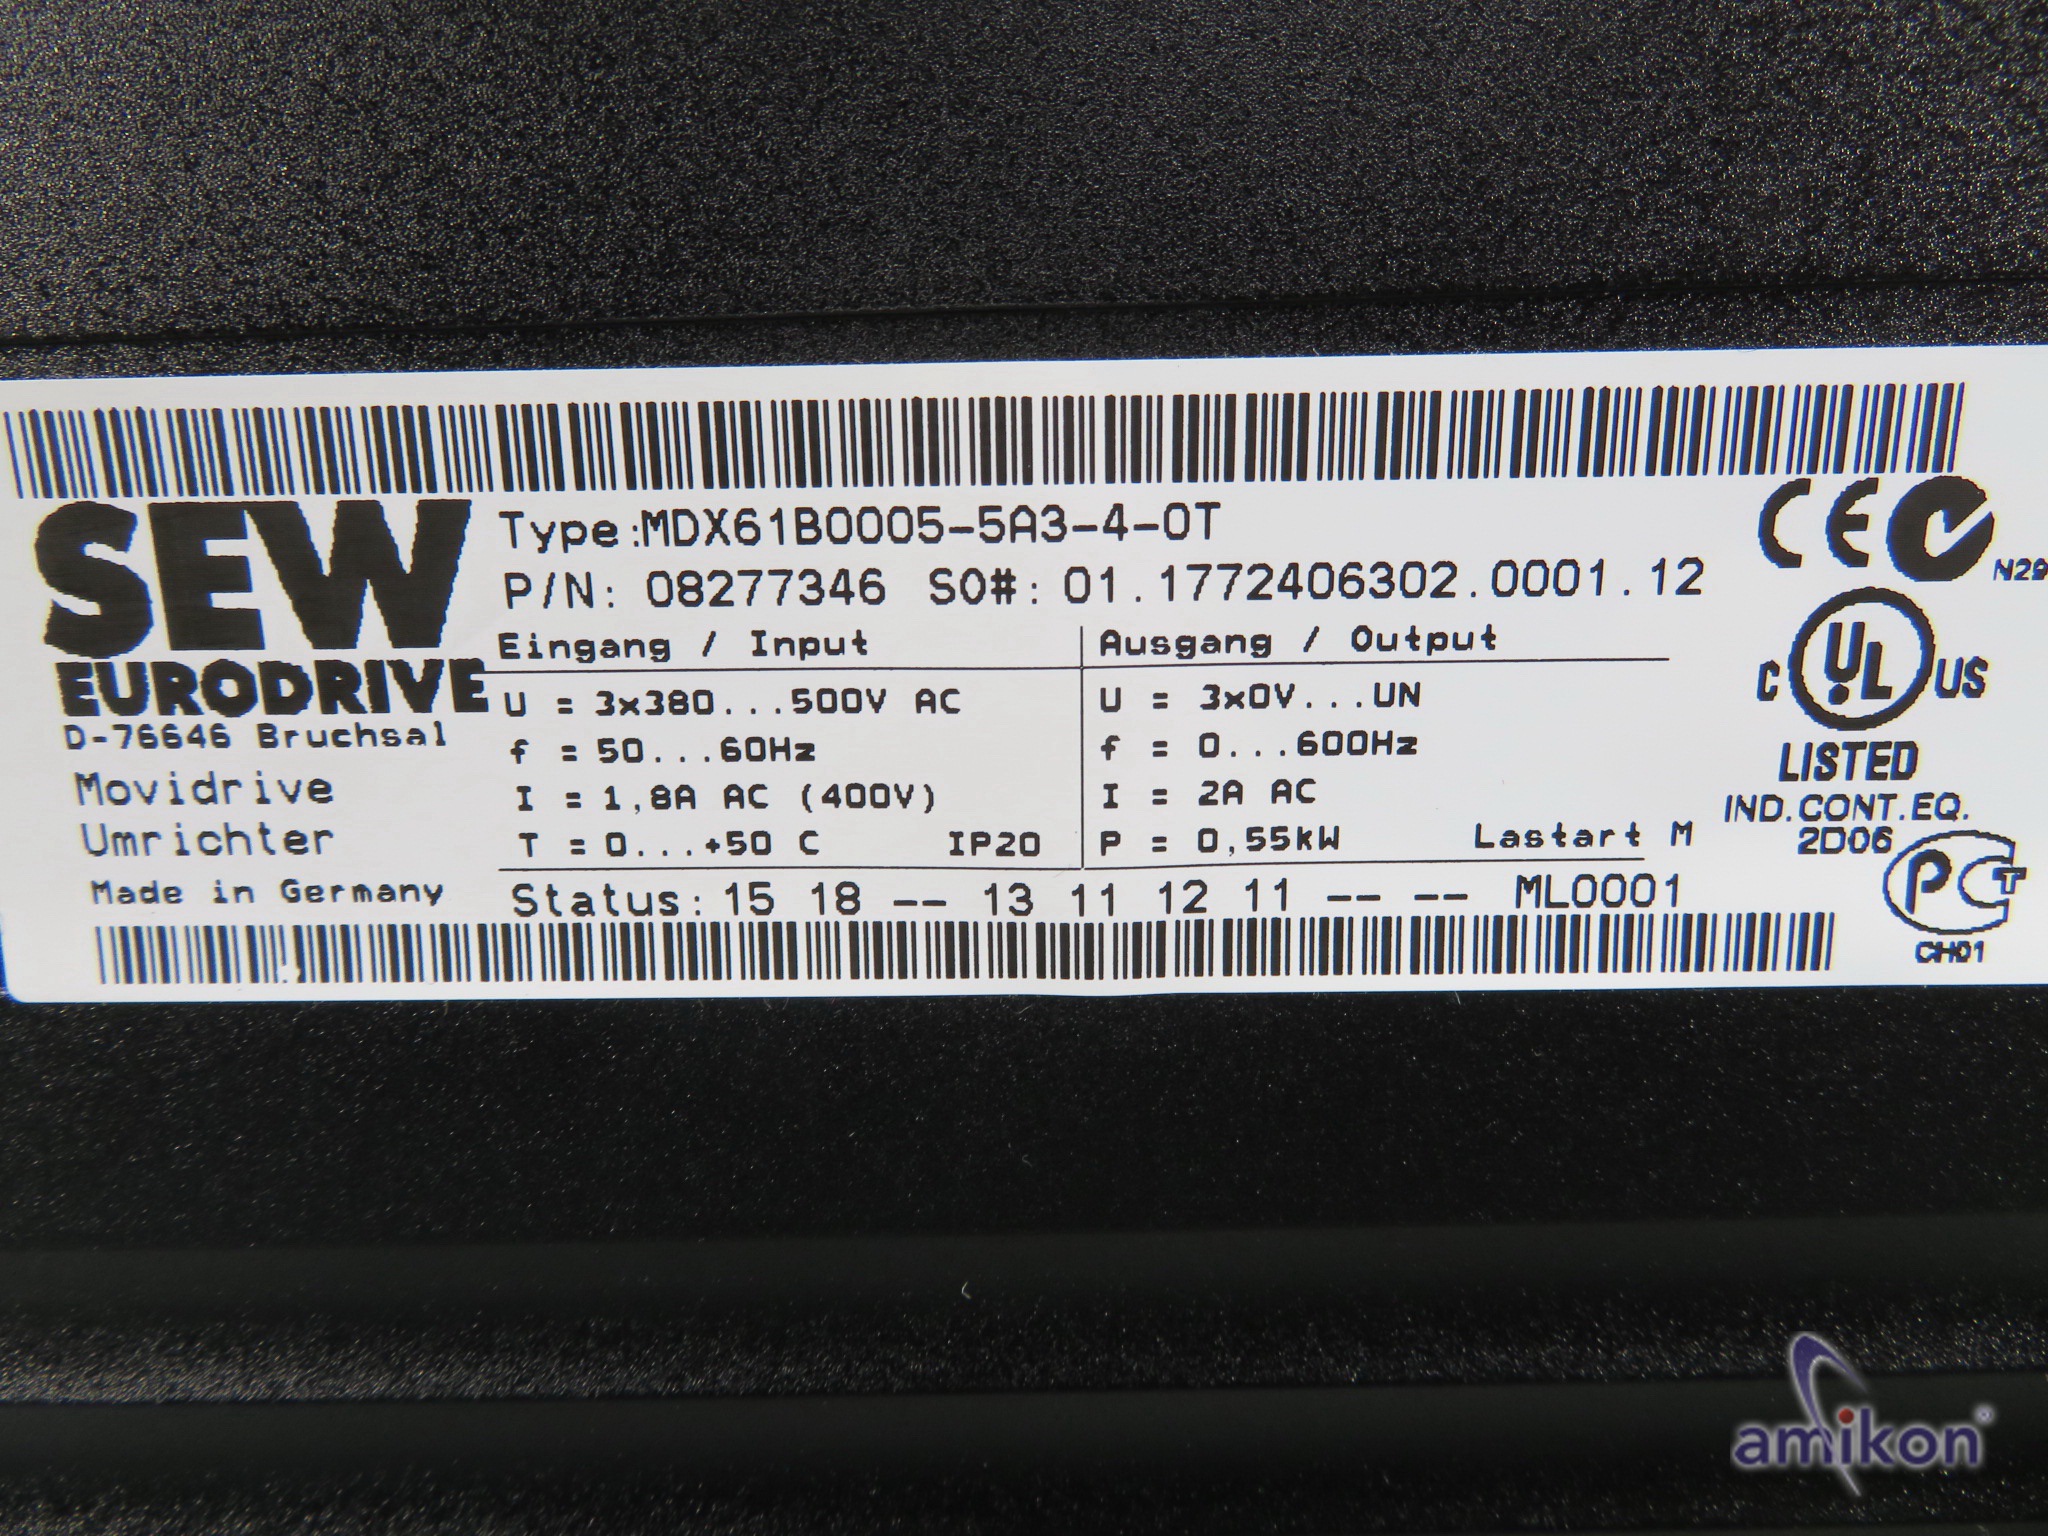 SEW
EURODRIVE
D-76646 Bruchsal
Movidrive
Umrichter
Made in Germany
Type:MDX61B0005-5A3-4-0T
P/N: 08277346 SO#: 01.1772406302.0001.12
Eingang / Input
U = 3x380...500V AC
f = 50...60Hz
I = 1,8A AC (400V)
T = 0...+50 C IP20
Ausgang / Output
U = 3x0V...UN
f = 0...600Hz
I = 2A AC
P = 0,55kW Lastart M
Status: 15 18 -- 13 11 12 11 -- -- ML0001
CE
N29
C UL US
LISTED
IND.CONT.EQ.
2D06
PCT
CH01
amikon®